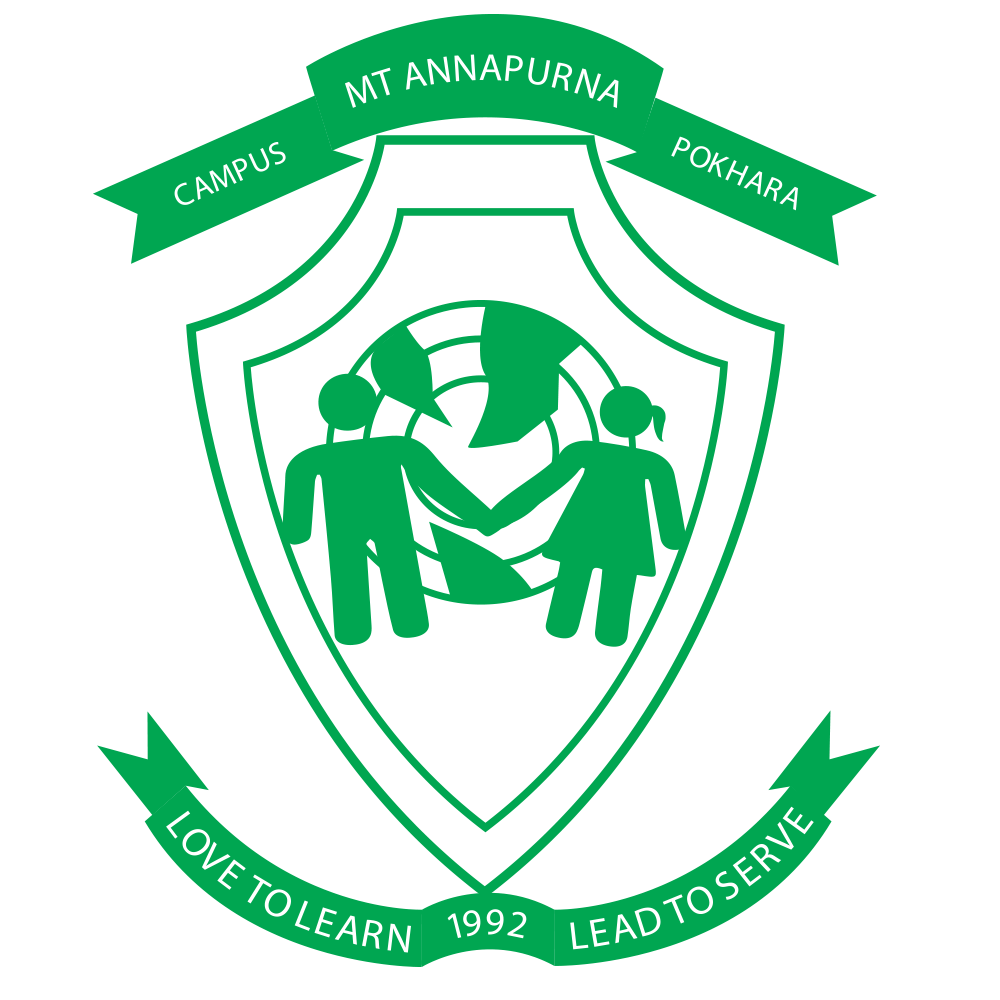 MT ANNAPURNA
CAMPUS
POKHARA
LOVE TO LEARN
1992
LEAD TO SERVE